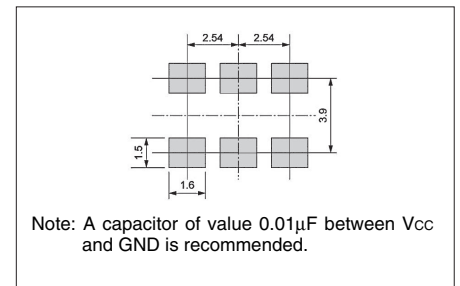 2.54 2.54
3.9
1.5
1.6
Note: A capacitor of value 0.01μF between Vcc
and GND is recommended.